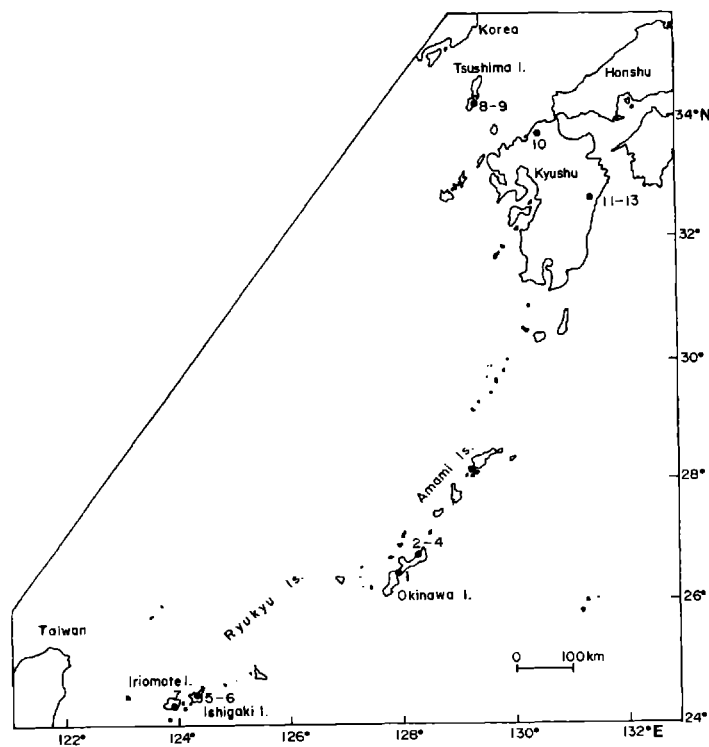 Korea
Tsushima I.
Honshu
8-9
34°N
10
Kyushu
11-13
32°
30°
Amami Is.
28°
2-4
1
Okinawa I.
26°
Ryukyu Is.
Taiwan
0 100km
Iriomote I.
7
5-6
Ishigaki I.
24°
122° 124° 126° 128° 130° 132°E